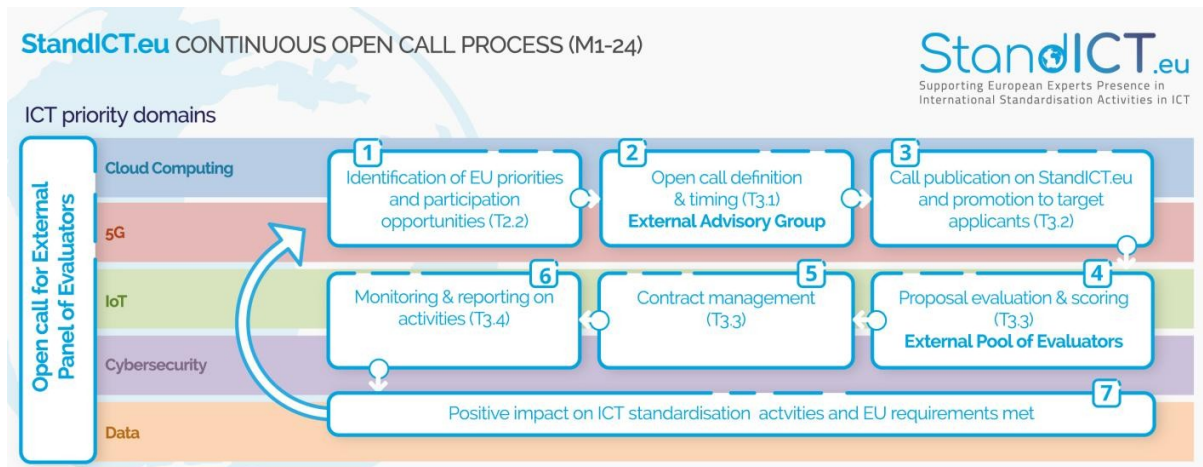 StandICT.eu CONTINUOUS OPEN CALL PROCESS (M1-24)
StandICT.eu
Supporting European Experts Presence in
International Standardisation Activities in ICT
ICT priority domains
Open call for External
Panel of Evaluators
Cloud Computing
5G
IoT
Cybersecurity
Data
1
Identification of EU priorities
and participation
opportunities (T2.2)
2
Open call definition
& timing (T3.1)
External Advisory Group
3
Call publication on StandICT.eu
and promotion to target
applicants (T3.2)
4
Proposal evaluation & scoring
(T3.3)
External Pool of Evaluators
5
Contract management
(T3.3)
6
Monitoring & reporting on
activities (T3.4)
7
Positive impact on ICT standardisation actvities and EU requirements met